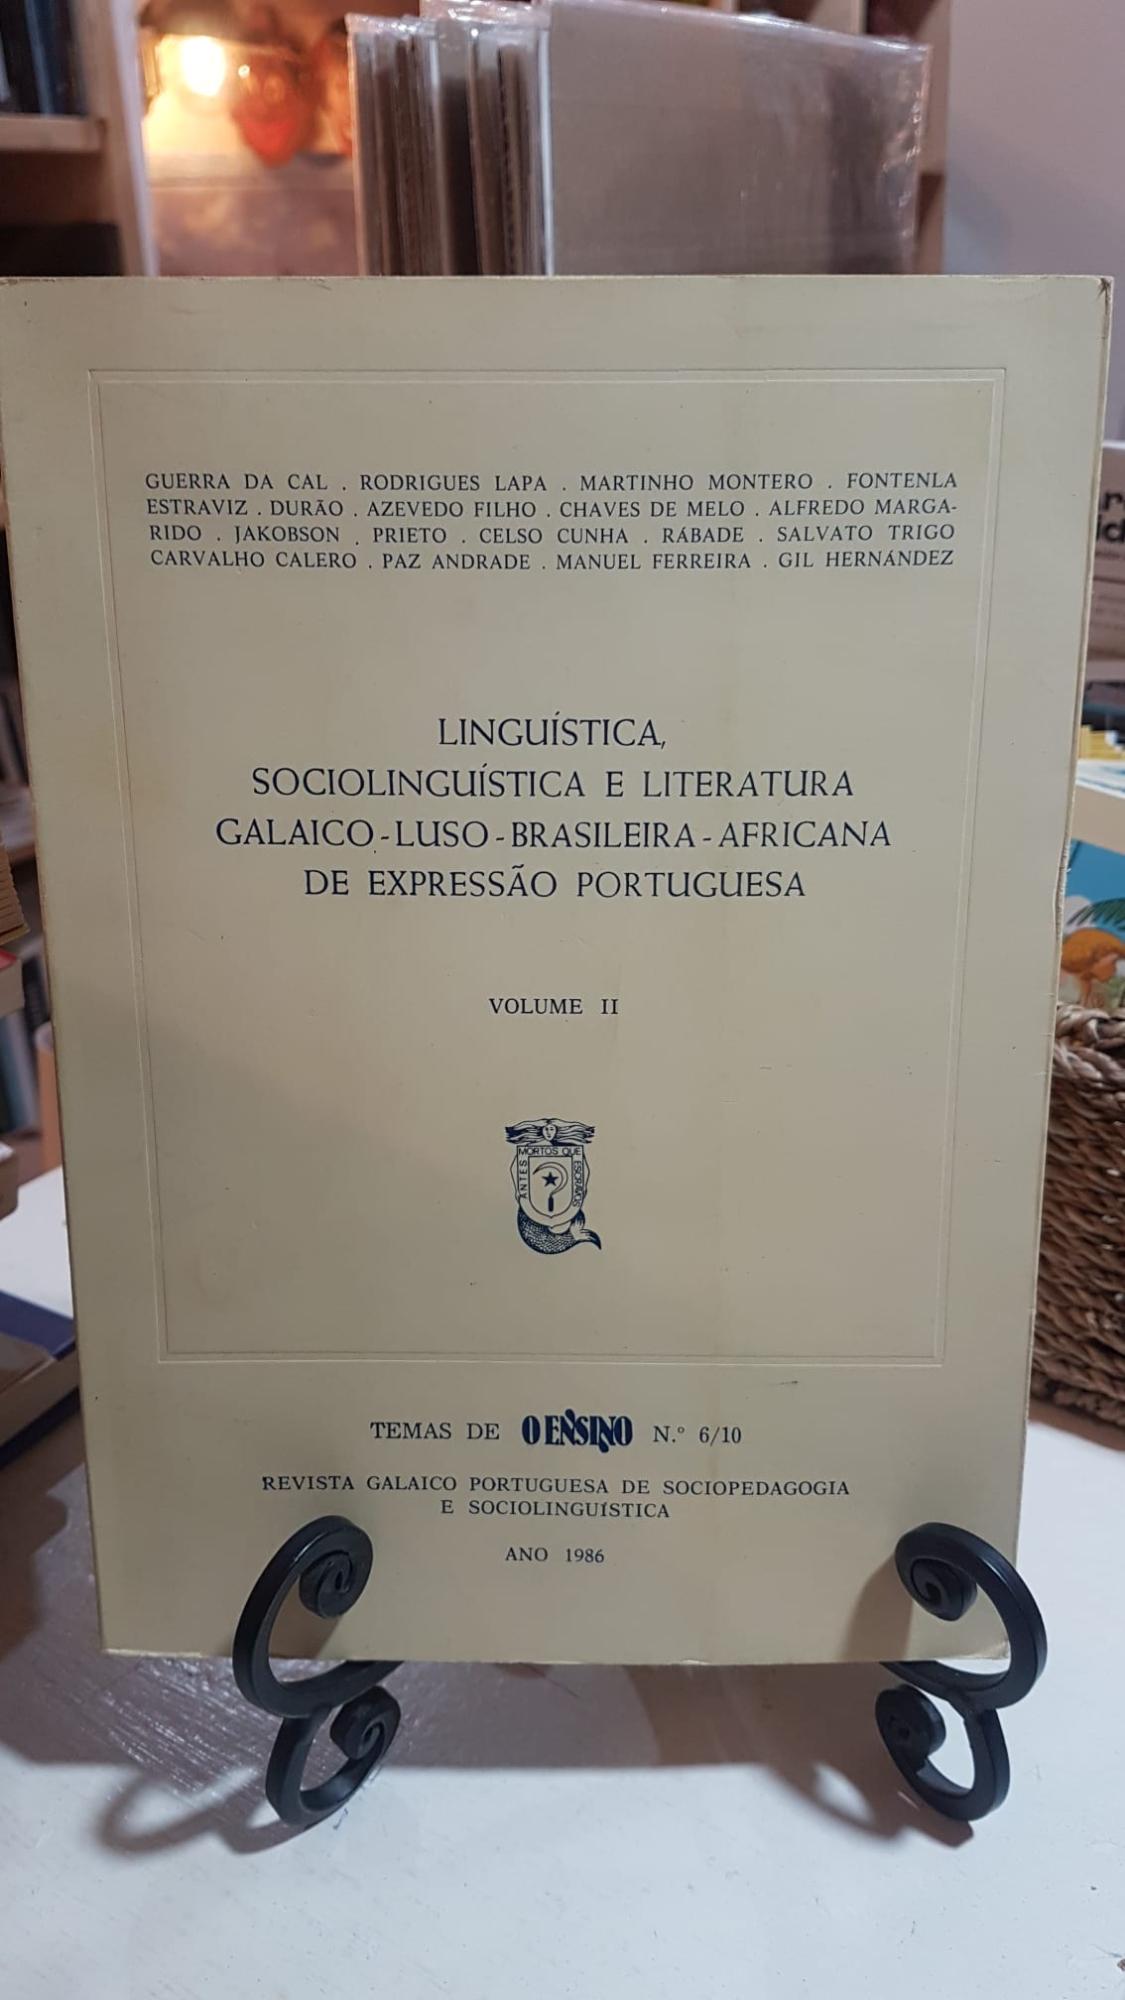 GUERRA DA CAL . RODRIGUES LAPA . MARTINHO MONTERO . FONTENLA
ESTRAVIZ . DURÃO . AZEVEDO FILHO . CHAVES DE MELO . ALFREDO MARGA-
RIDO . JAKOBSON . PRIETO . CELSO CUNHA . RÁBADE . SALVATO TRIGO
CARVALHO CALERO . PAZ ANDRADE . MANUEL FERREIRA . GIL HERNÁNDEZ
LINGUÍSTICA,
SOCIOLINGUÍSTICA E LITERATURA
GALAICO-LUSO-BRASILEIRA-AFRICANA
DE EXPRESSÃO PORTUGUESA
VOLUME II
ANTES MORTOS QUE ESCRAVOS
TEMAS DE O ENSINO N.º 6/10
REVISTA GALAICO PORTUGUESA DE SOCIOPEDAGOGIA
E SOCIOLINGUÍSTICA
ANO 1986